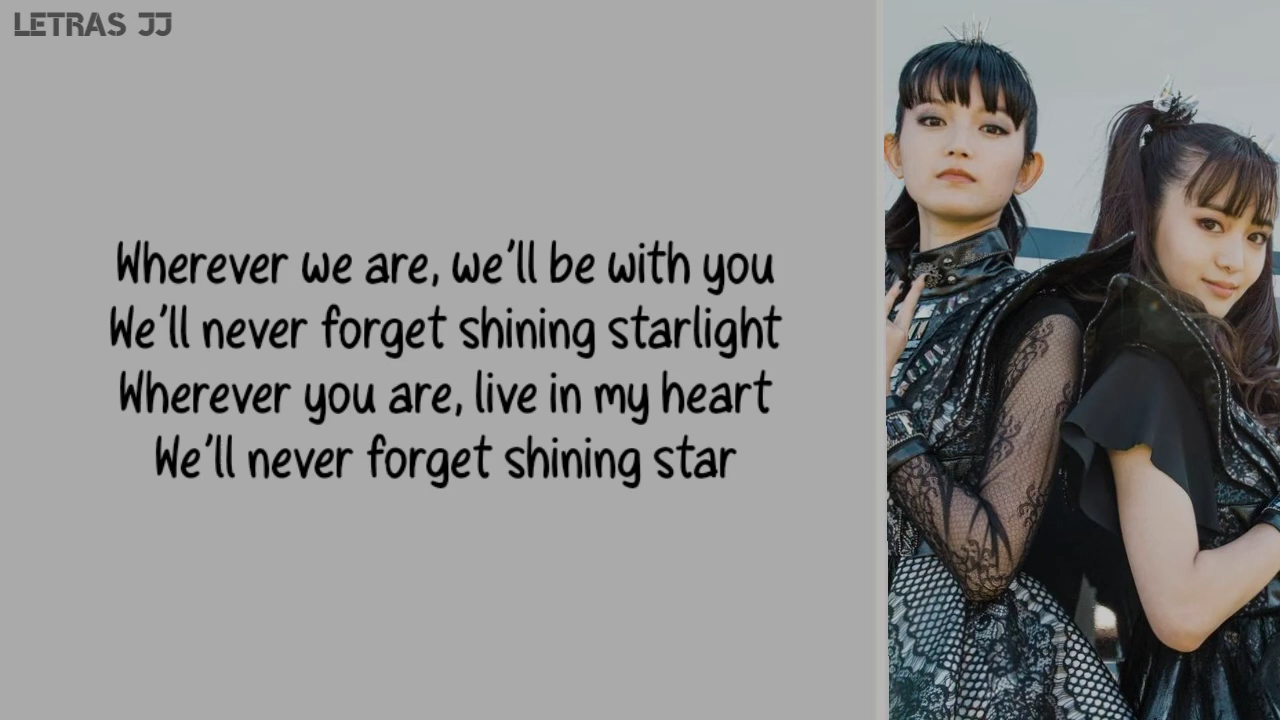 LETRAS JJ
Wherever we are, we'll be with you
We'll never forget shining starlight
Wherever you are, live in my heart
We'll never forget shining star